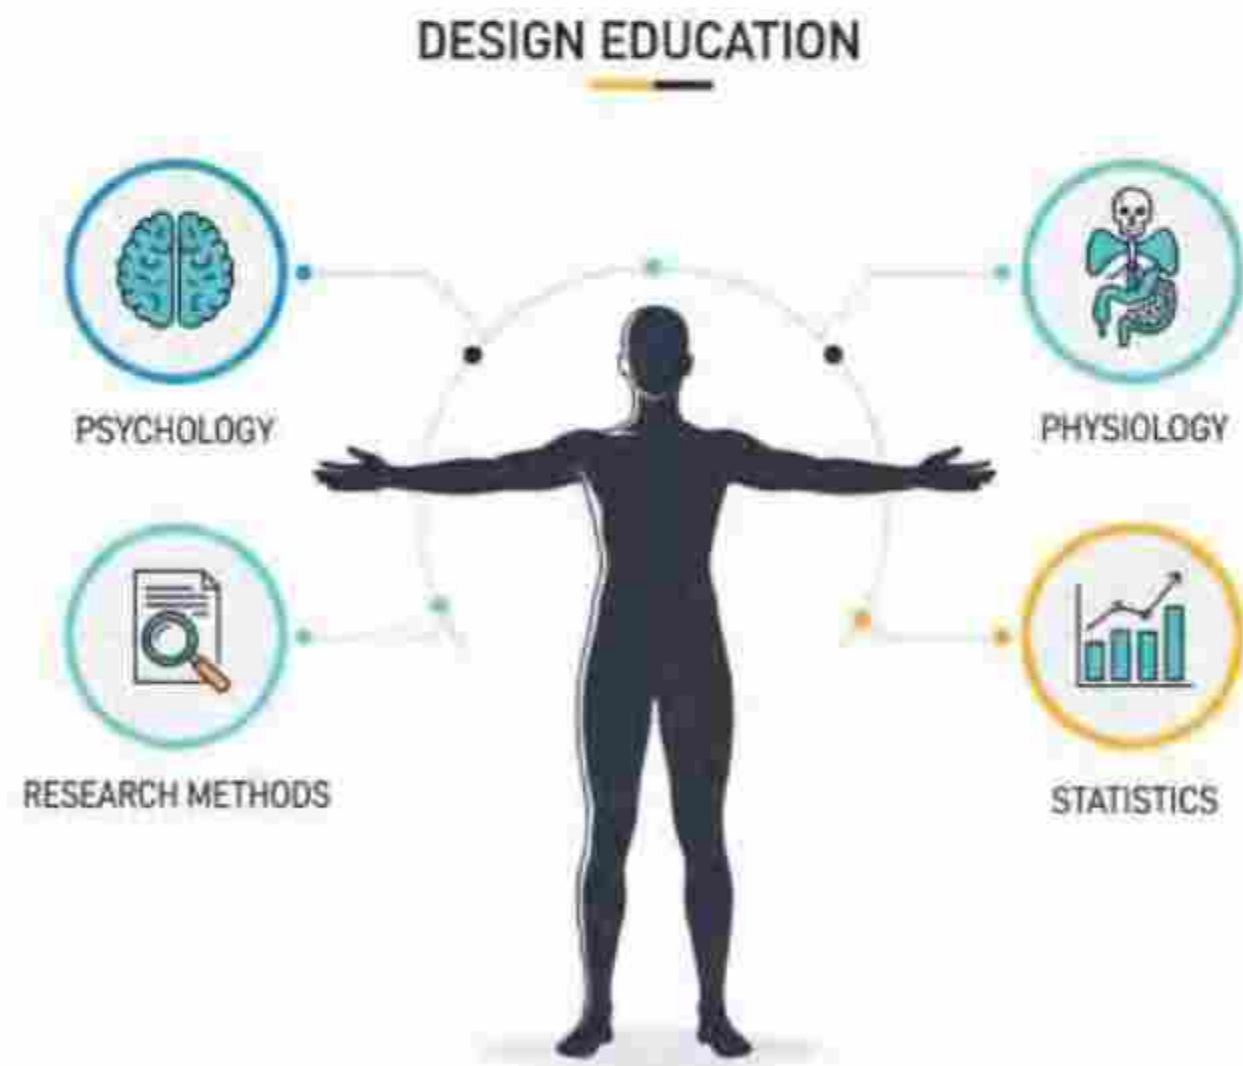 DESIGN EDUCATION
PSYCHOLOGY
PHYSIOLOGY
RESEARCH METHODS
STATISTICS